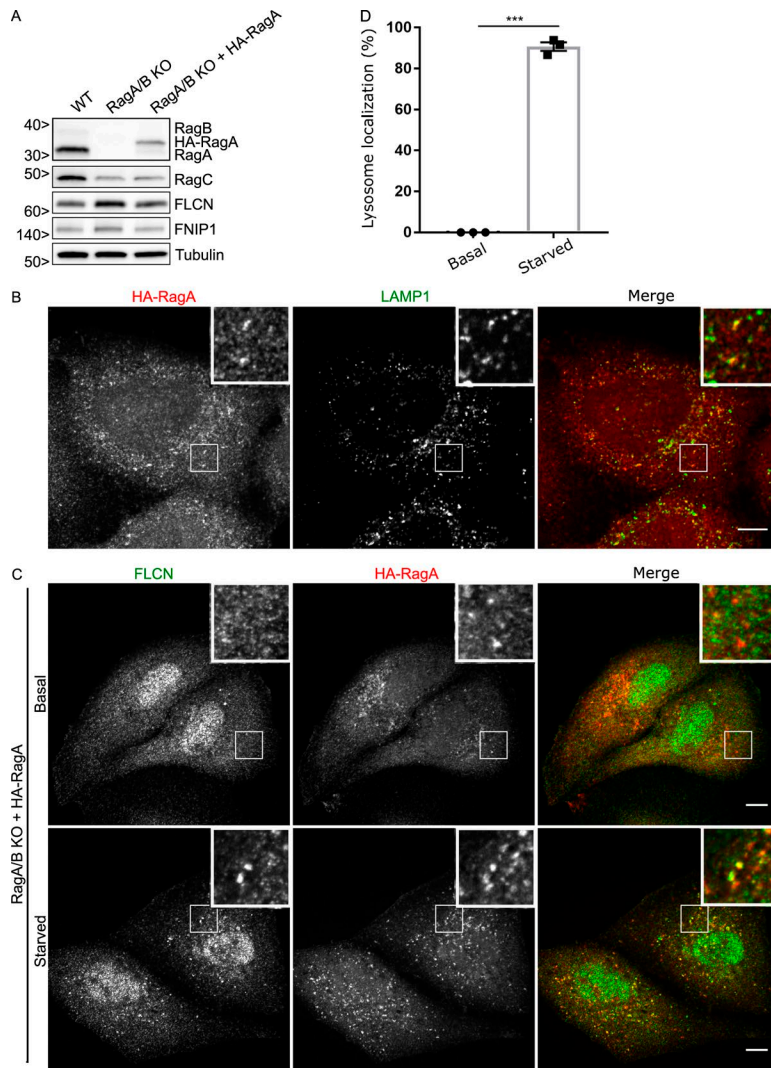 A
WT
RagA/B KO
RagA/B KO + HA-RagA
40>
30>
RagB
HA-RagA
RagA
50>
RagC
60>
FLCN
140>
FNIP1
50>
Tubulin
D
***
Lysosome localization (%)
100
80
60
40
20
0
Basal
Starved
B
HA-RagA
LAMP1
Merge
C
FLCN
HA-RagA
Merge
RagA/B KO + HA-RagA
Basal
Starved